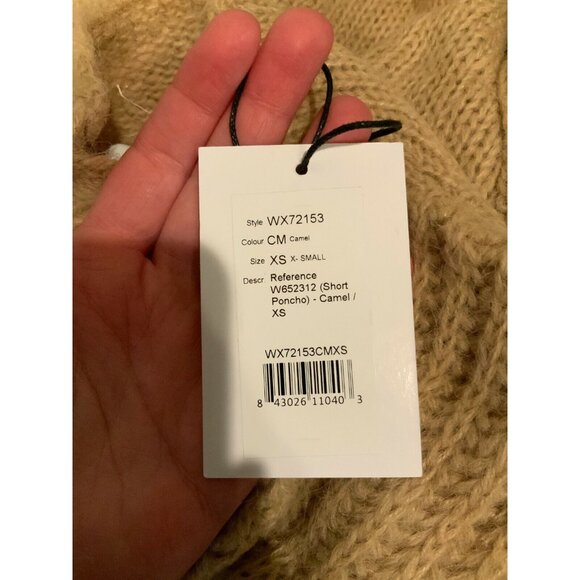 Style WX72153
Colour CM Camel
Size XS X- SMALL
Descr Reference
W652312 (Short
Poncho) - Camel /
XS
WX72153CMXS
8 43026 11040 3